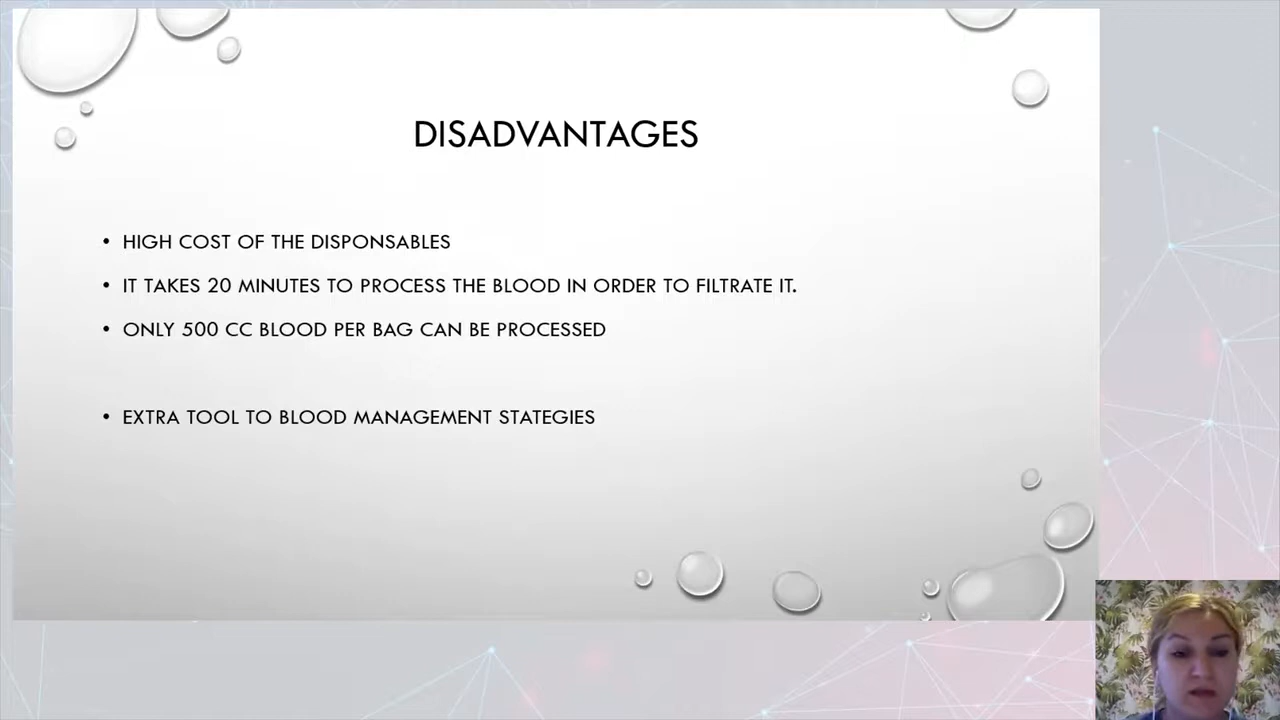 DISADVANTAGES
• HIGH COST OF THE DISPONSABLES
• IT TAKES 20 MINUTES TO PROCESS THE BLOOD IN ORDER TO FILTRATE IT.
• ONLY 500 CC BLOOD PER BAG CAN BE PROCESSED
• EXTRA TOOL TO BLOOD MANAGEMENT STATEGIES